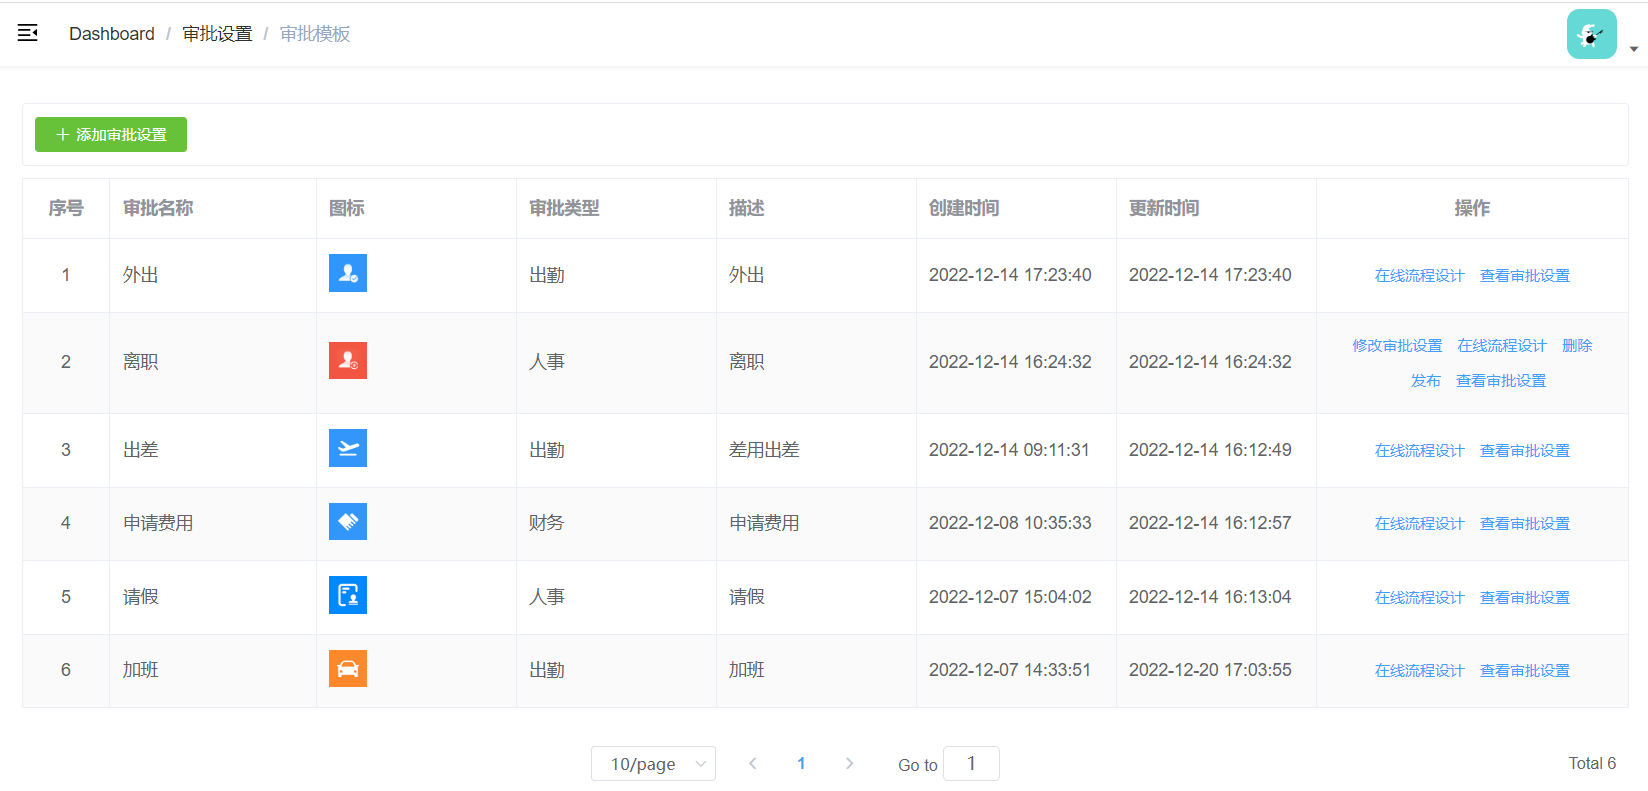 Dashboard / 审批设置 / 审批模板
添加审批设置
序号 审批名称 图标 审批类型 描述 创建时间 更新时间 操作
1 外出 出勤 外出 2022-12-14 17:23:40 2022-12-14 17:23:40 在线流程设计 查看审批设置
2 离职 人事 离职 2022-12-14 16:24:32 2022-12-14 16:24:32 修改审批设置 在线流程设计 删除
发布 查看审批设置
3 出差 出勤 差用出差 2022-12-14 09:11:31 2022-12-14 16:12:49 在线流程设计 查看审批设置
4 申请费用 财务 申请费用 2022-12-08 10:35:33 2022-12-14 16:12:57 在线流程设计 查看审批设置
5 请假 人事 请假 2022-12-07 15:04:02 2022-12-14 16:13:04 在线流程设计 查看审批设置
6 加班 出勤 加班 2022-12-07 14:33:51 2022-12-20 17:03:55 在线流程设计 查看审批设置
10/page 1 Go to 1 Total 6